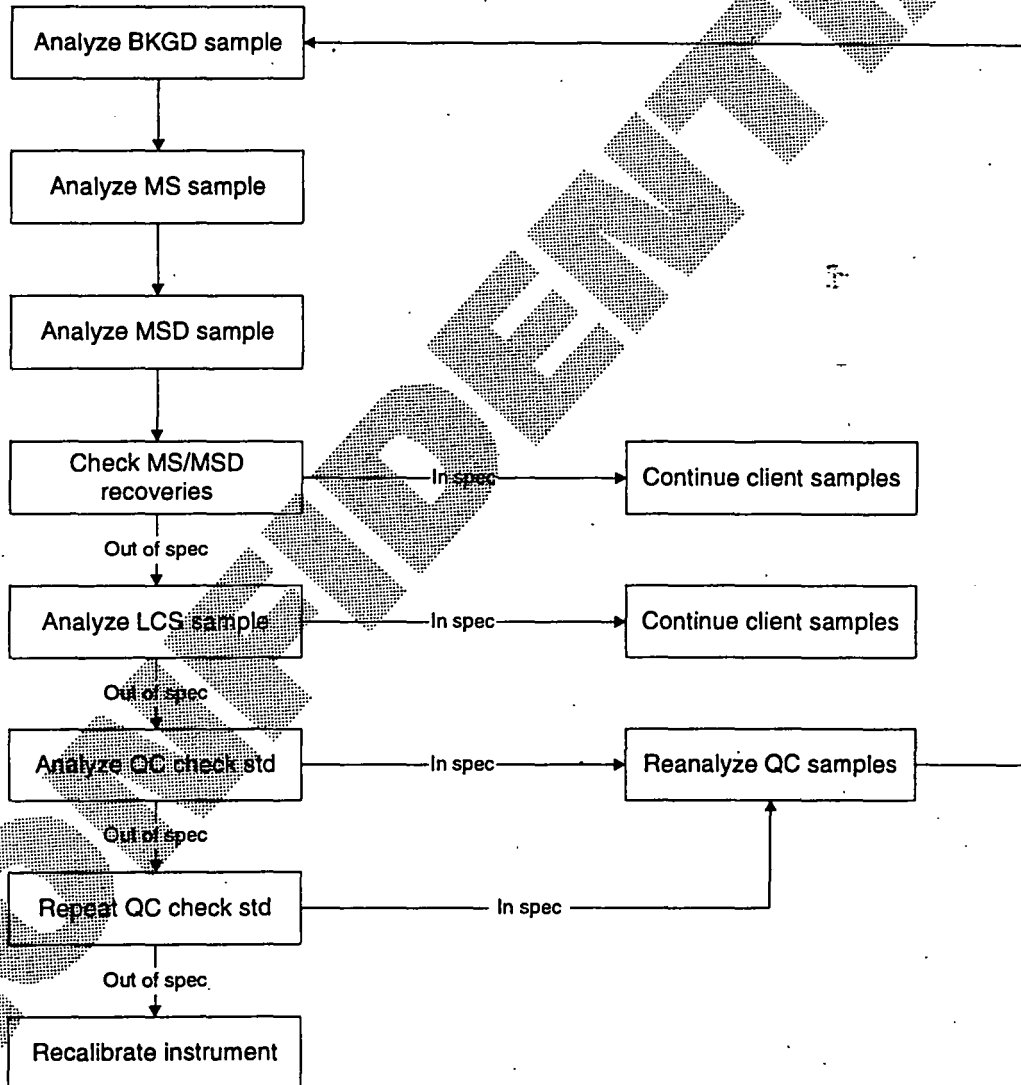 Analyze BKGD sample
Analyze MS sample
Analyze MSD sample
Check MS/MSD
recoveries
In spec
Continue client samples
Out of spec
Analyze LCS sample
In spec
Continue client samples
Out of spec
Analyze QC check std
In spec
Reanalyze QC samples
Out of spec
Repeat QC check std
In spec
Out of spec
Recalibrate instrument